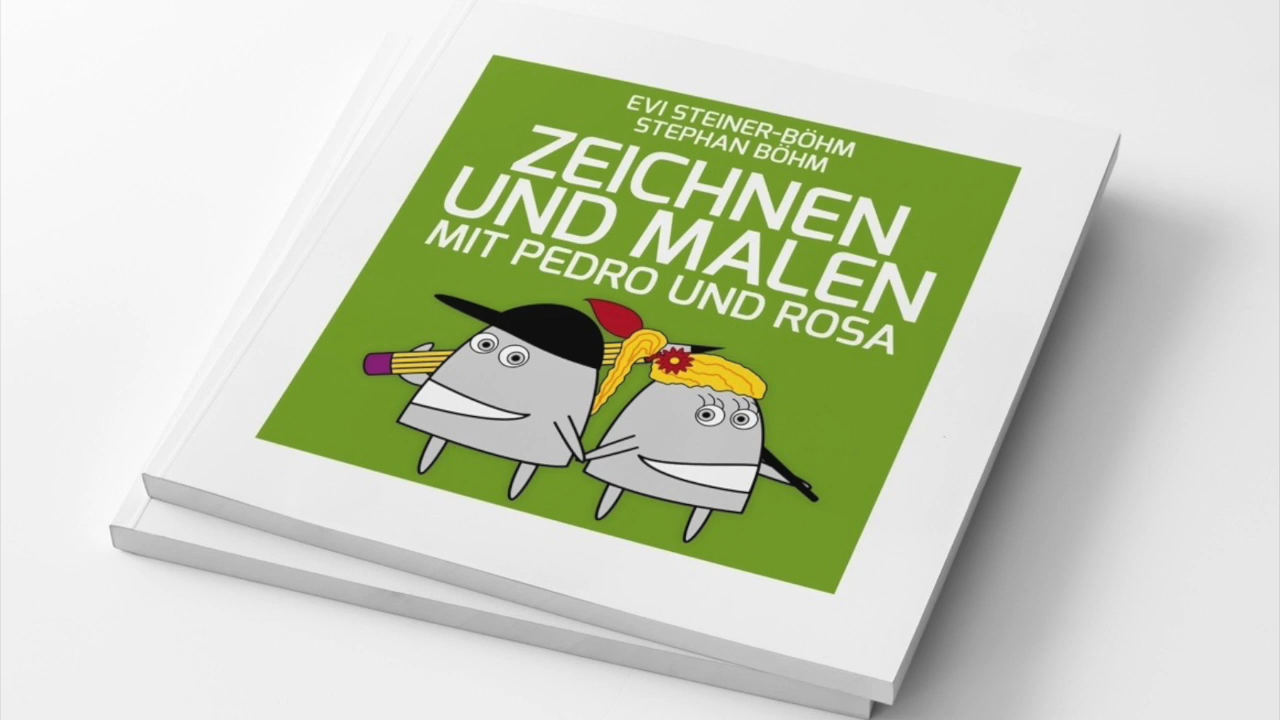 EVI STEINER-BÖHM
STEPHAN BÖHM
ZEICHNEN
UND MALEN
MIT PEDRO UND ROSA